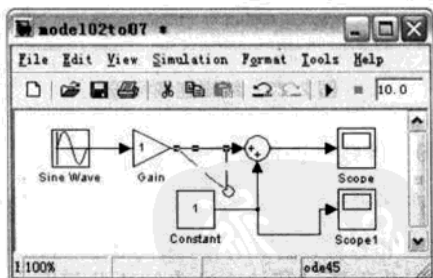 model02to07 *
File Edit View Simulation Format Tools Help
10.0
1
Sine Wave
Gain
Scope
1
Constant
Scope1
100%
ode45